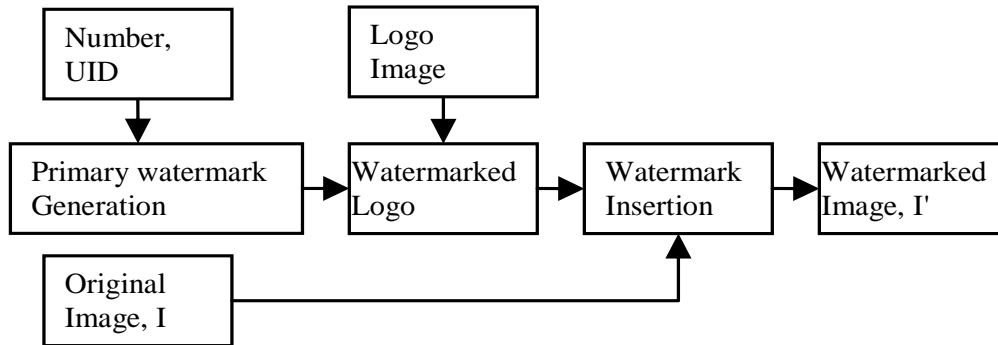 Number,
UID
Logo
Image
Primary watermark
Generation
Watermarked
Logo
Watermark
Insertion
Watermarked
Image, I'
Original
Image, I